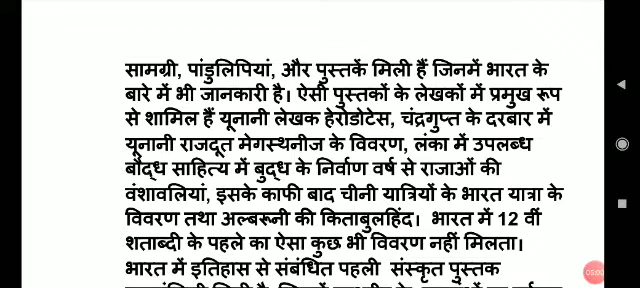 सामग्री, पांडुलिपियां, और पुस्तकें मिली हैं जिनमें भारत के
बारे में भी जानकारी है। ऐसी पुस्तकों के लेखकों में प्रमुख रूप
से शामिल हैं यूनानी लेखक हेरोडोटेस, चंद्रगुप्त के दरबार में
यूनानी राजदूत मेगस्थनीज के विवरण, लंका में उपलब्ध
बौद्ध साहित्य में बुद्ध के निर्वाण वर्ष से राजाओं की
वंशावलियां, इसके काफी बाद चीनी यात्रियों के भारत यात्रा के
विवरण तथा अल्बरूनी की किताबुलहिंद। भारत में 12 वीं
शताब्दी के पहले का ऐसा कुछ भी विवरण नहीं मिलता।
भारत में इतिहास से संबंधित पहली संस्कृत पुस्तक
05:00